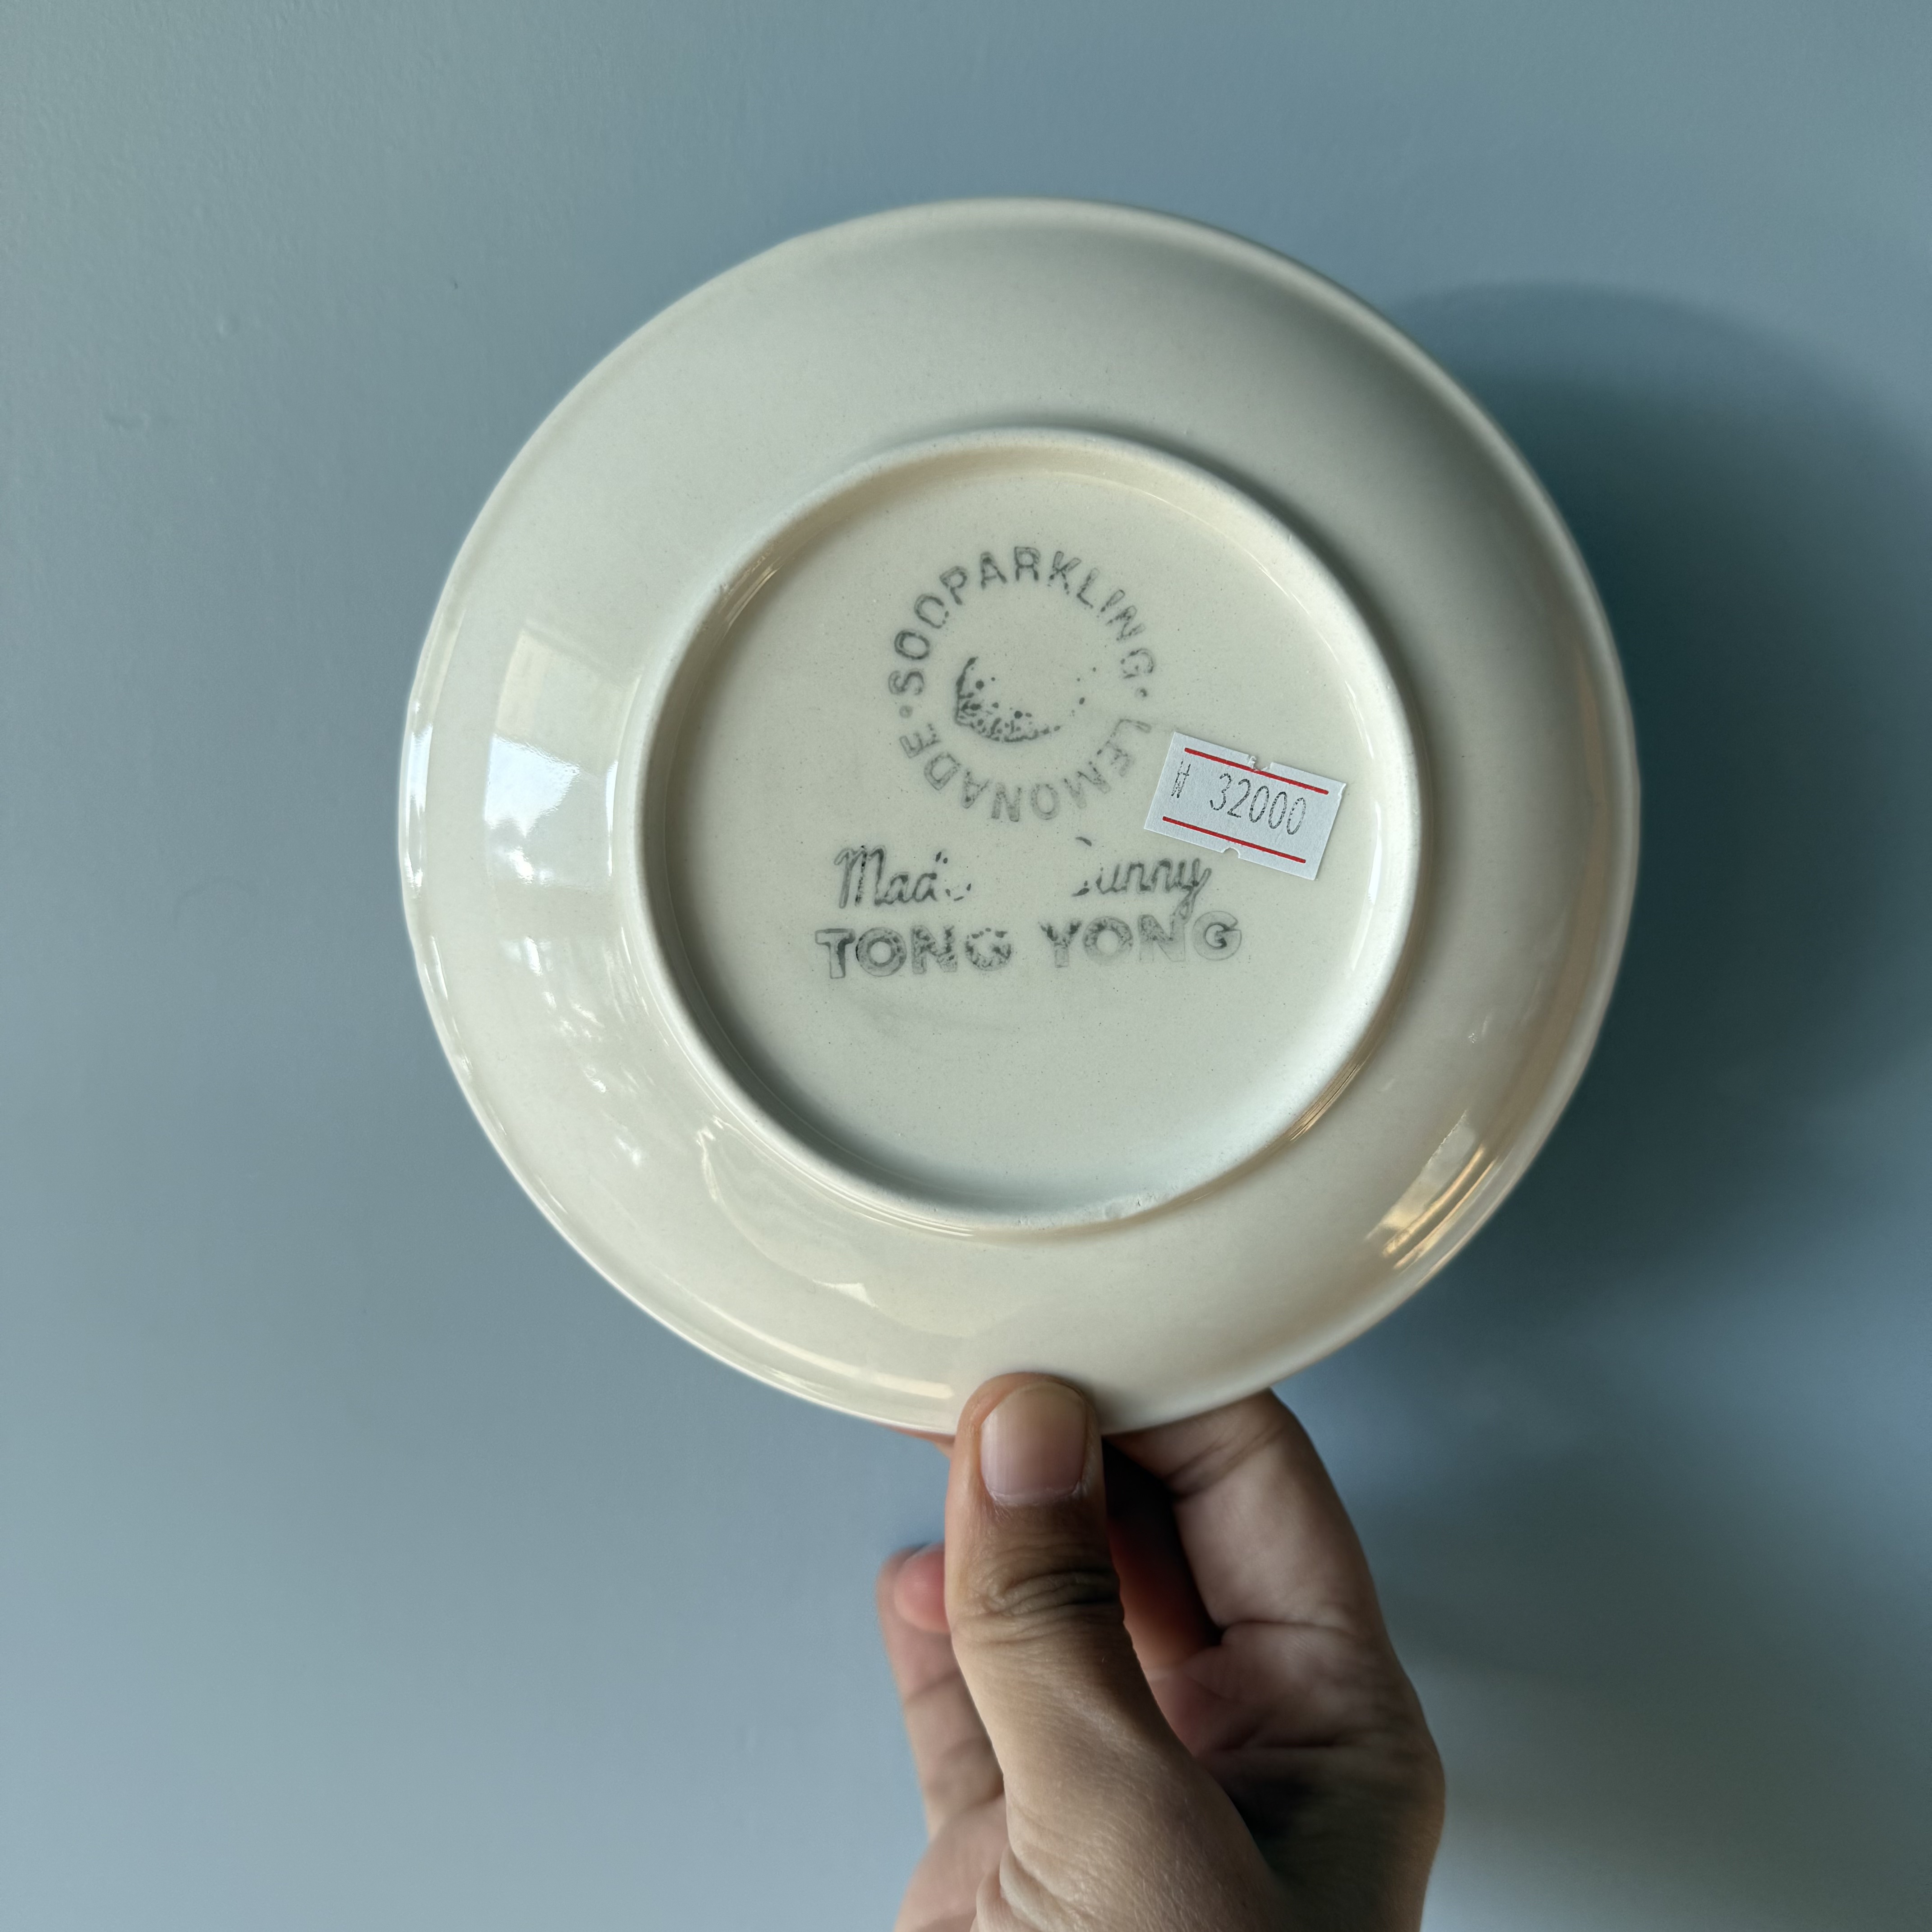 SOOPARKLING · LEMONADE ·
₩ 32000
TONG YONG